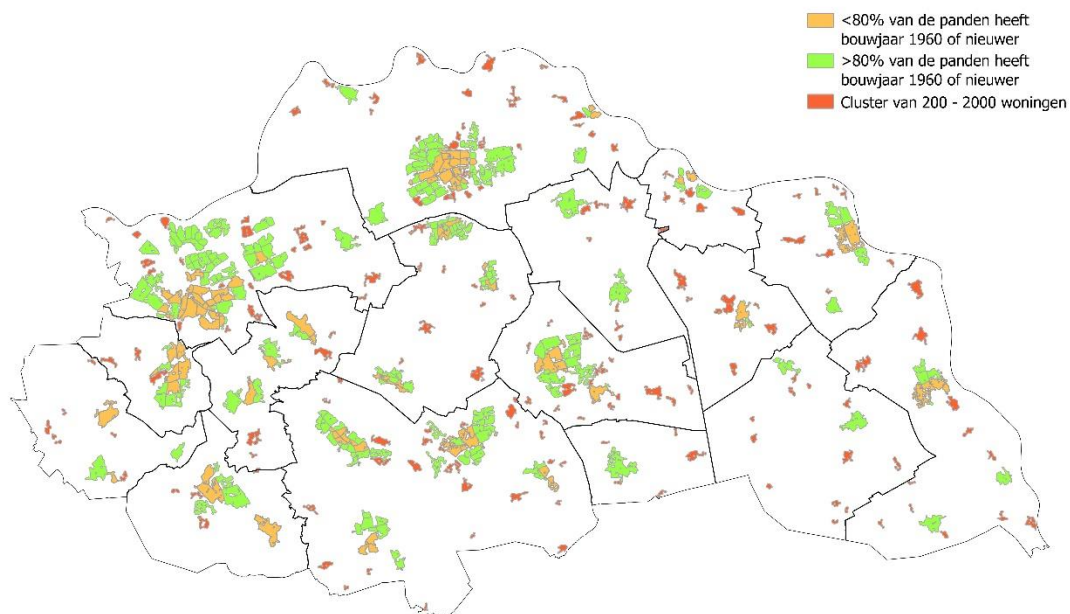 <80% van de panden heeft
bouwjaar 1960 of nieuwer
>80% van de panden heeft
bouwjaar 1960 of nieuwer
Cluster van 200 - 2000 woningen